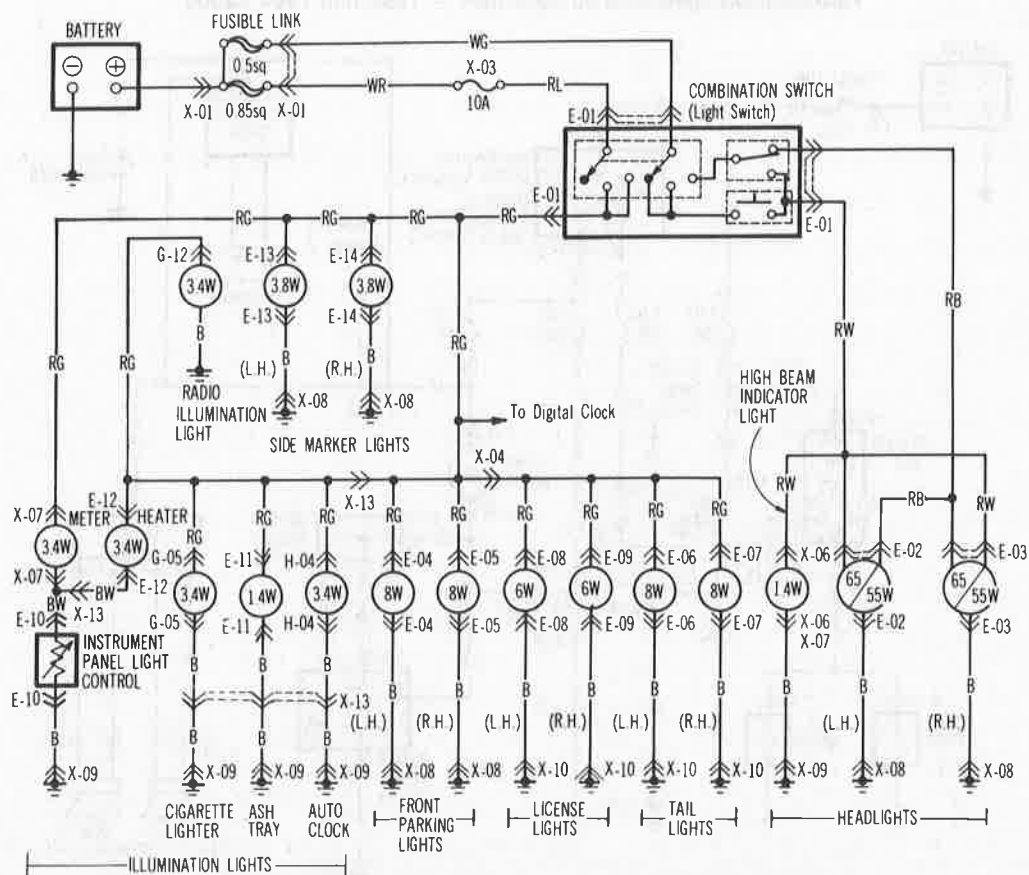 BATTERY
FUSIBLE LINK
0.5sq
0.85sq
X-01
X-01
WG
WR
X-03
10A
RL
COMBINATION SWITCH
(Light Switch)
E-01
E-01
E-01
RG
RG
RG
RG
RG
G-12
E-13
E-14
3.4W
3.8W
3.8W
E-13
E-14
B
B
B
(L.H.)
(R.H.)
X-08
X-08
RADIO
ILLUMINATION
LIGHT
SIDE MARKER LIGHTS
RG
RG
RG
RW
RB
HIGH BEAM
INDICATOR
LIGHT
To Digital Clock
X-04
X-13
RW
RB
RW
X-07
METER
E-12
HEATER
RG
RG
RG
RG
RG
RG
RG
RG
RG
3.4W
3.4W
G-05
E-11
H-04
E-04
E-05
E-08
E-09
E-06
E-07
X-06
E-02
E-03
X-07
BW
E-12
3.4W
1.4W
3.4W
8W
8W
6W
6W
8W
8W
1.4W
65/55W
65/55W
BW
X-13
E-10
G-05
E-11
H-04
E-04
E-05
E-08
E-09
E-06
E-07
X-06
X-07
E-02
E-03
INSTRUMENT
PANEL LIGHT
CONTROL
E-10
X-13
B
B
B
B
B
B
B
B
B
B
B
B
B
(L.H.)
(R.H.)
(L.H.)
(R.H.)
(L.H.)
(R.H.)
(L.H.)
(R.H.)
X-09
X-09
X-09
X-09
X-08
X-08
X-10
X-10
X-10
X-10
X-09
X-08
X-08
CIGARETTE
LIGHTER
ASH
TRAY
AUTO
CLOCK
FRONT
PARKING
LIGHTS
LICENSE
LIGHTS
TAIL
LIGHTS
HEADLIGHTS
ILLUMINATION LIGHTS